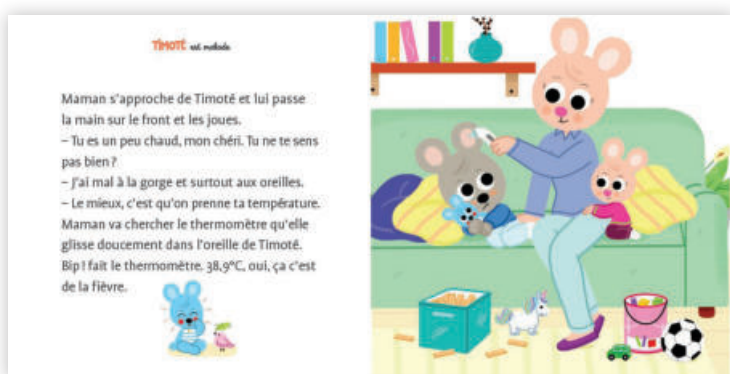 TIMOTÉ est malade
Maman s'approche de Timoté et lui passe
la main sur le front et les joues.
– Tu es un peu chaud, mon chéri. Tu ne te sens
pas bien ?
– J'ai mal à la gorge et surtout aux oreilles.
– Le mieux, c'est qu'on prenne ta température.
Maman va chercher le thermomètre qu'elle
glisse doucement dans l'oreille de Timoté.
Bip ! fait le thermomètre. 38,9°C, oui, ça c'est
de la fièvre.